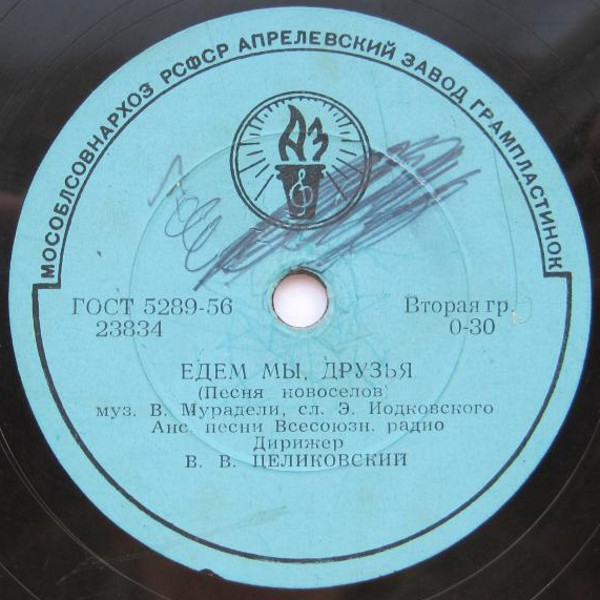 МОСОБЛСОВНАРХОЗ РСФСР АПРЕЛЕВСКИЙ ЗАВОД ГРАМПЛАСТИНОК
АЗ
ГОСТ 5289-56
23834
Вторая гр.
0-30
ЕДЕМ МЫ, ДРУЗЬЯ
(Песня новоселов)
муз. В. Мурадели, сл. Э. Иодковского
Анс. песни Всесоюзн. радио
Дирижер
В. В. ЦЕЛИКОВСКИЙ